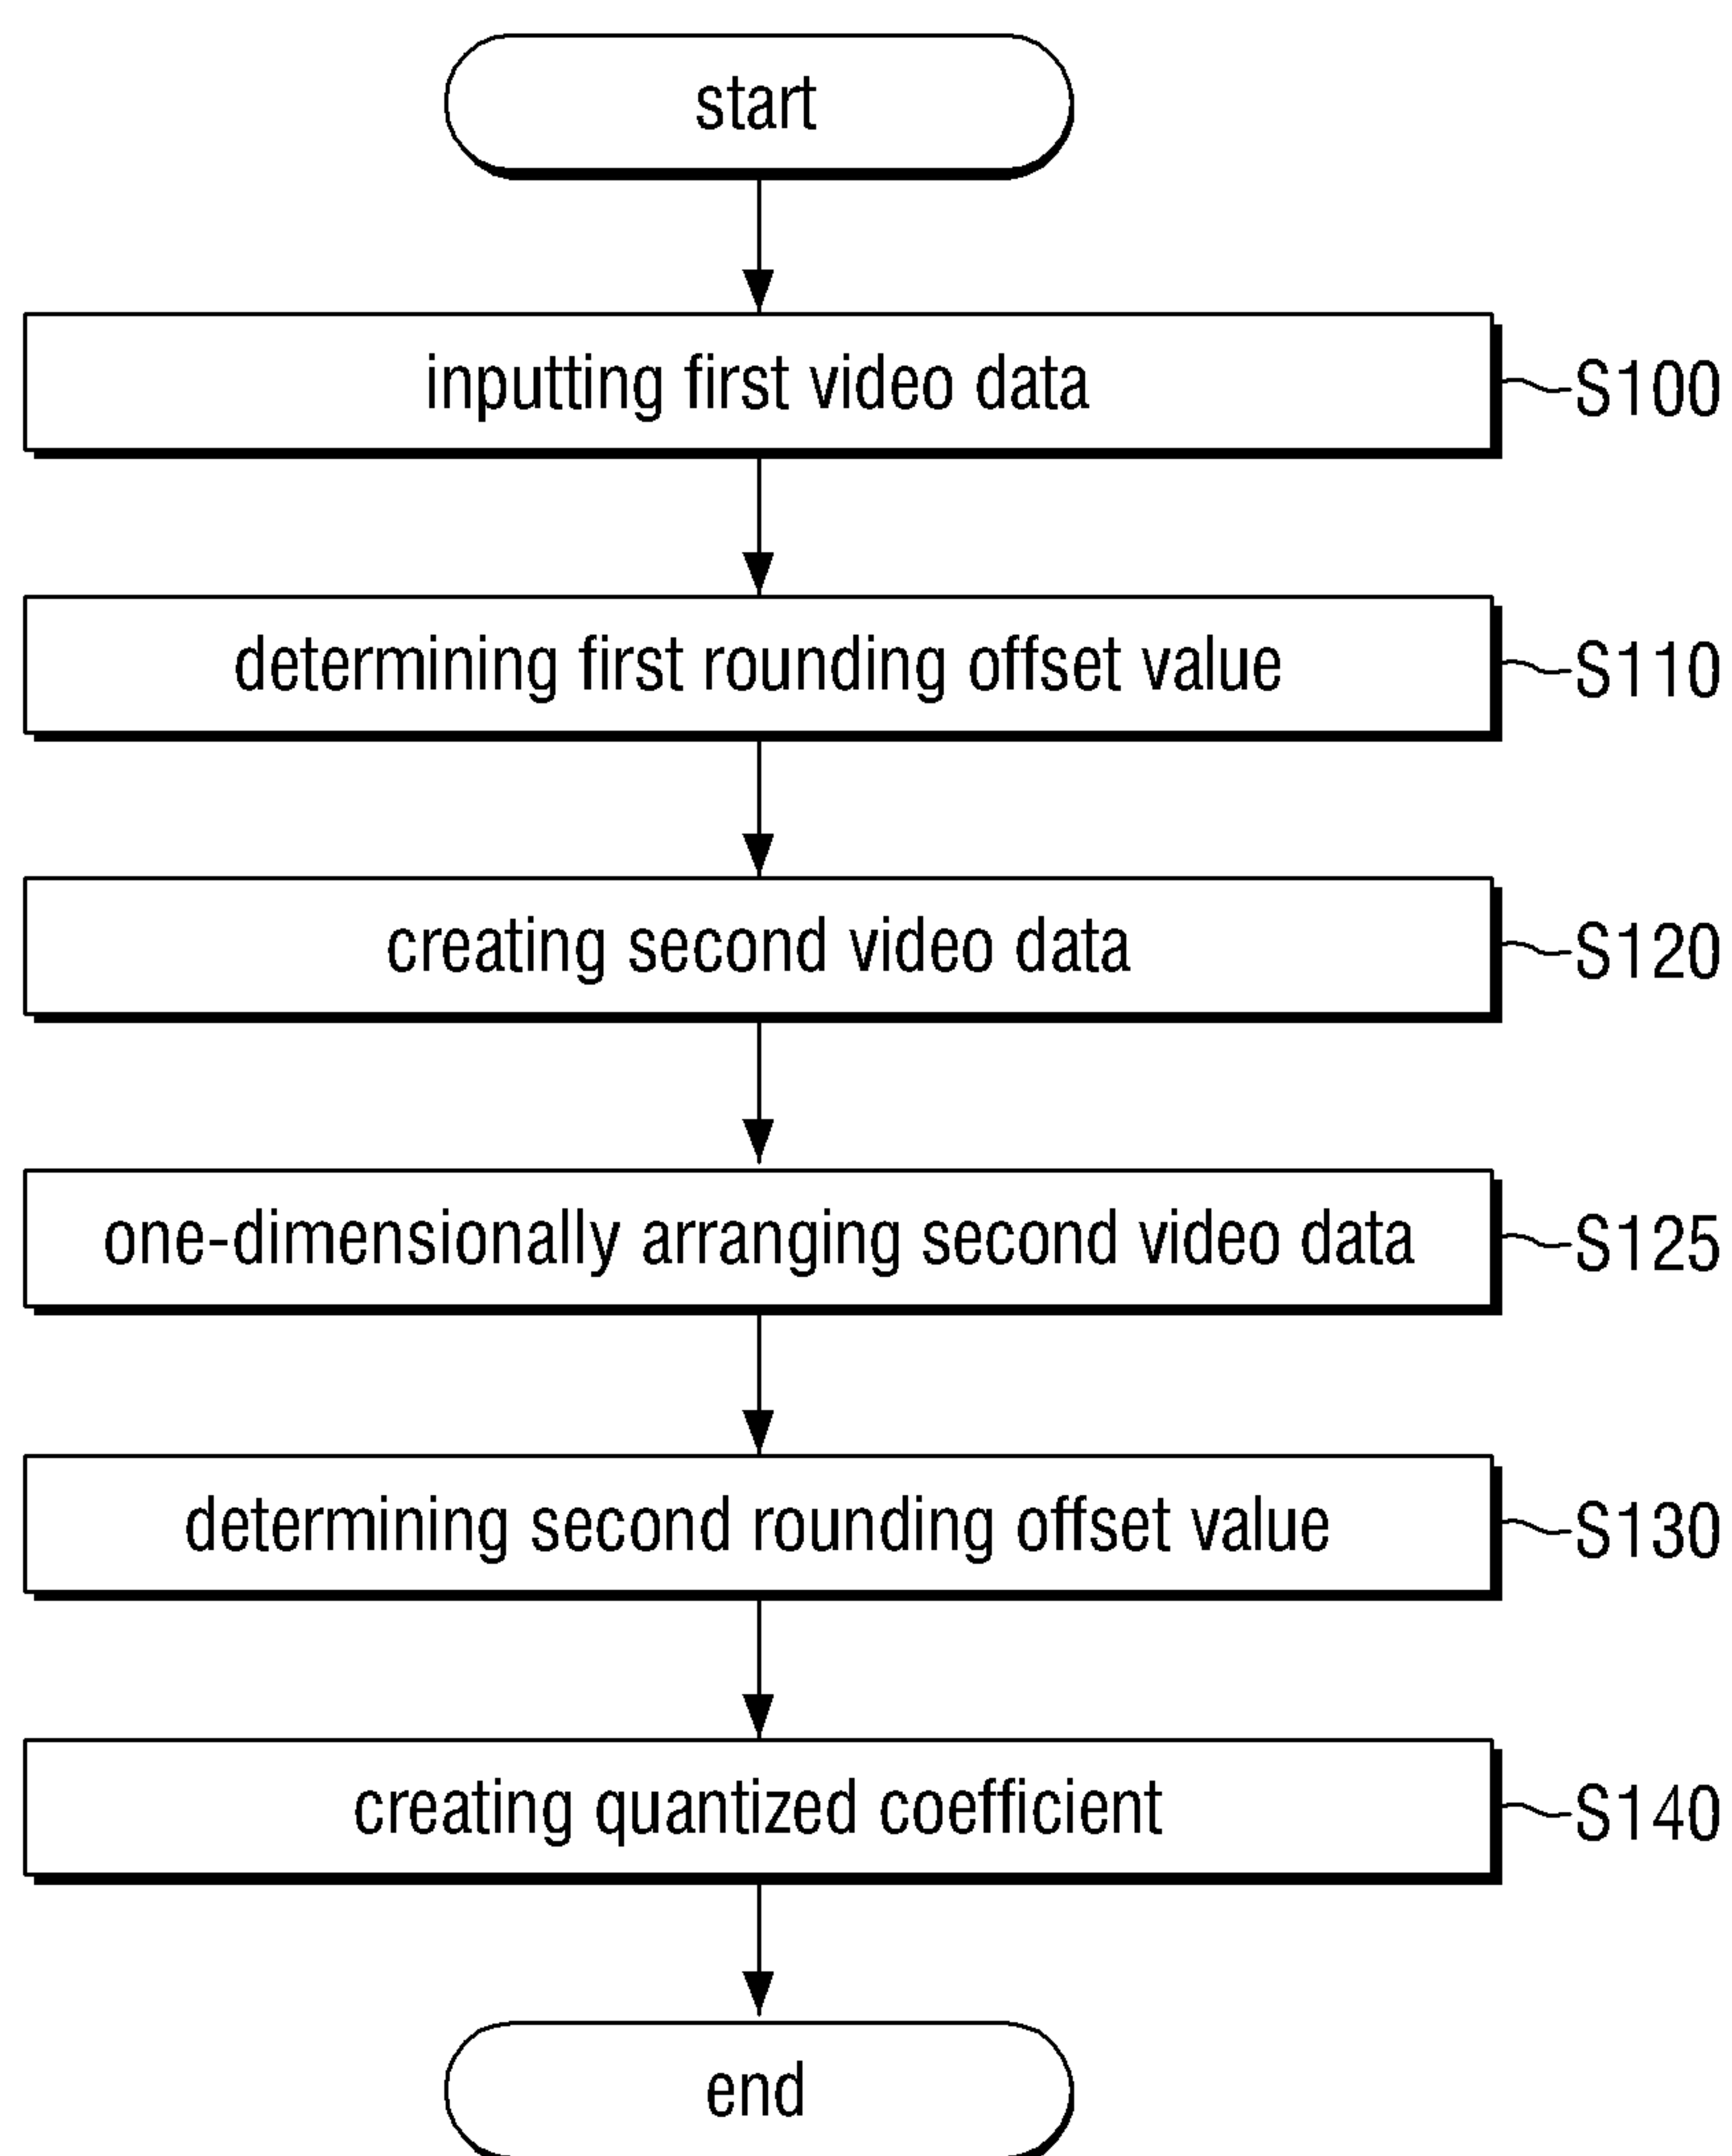 start
inputting first video data S100
determining first rounding offset value S110
creating second video data S120
one-dimensionally arranging second video data S125
determining second rounding offset value S130
creating quantized coefficient S140
end